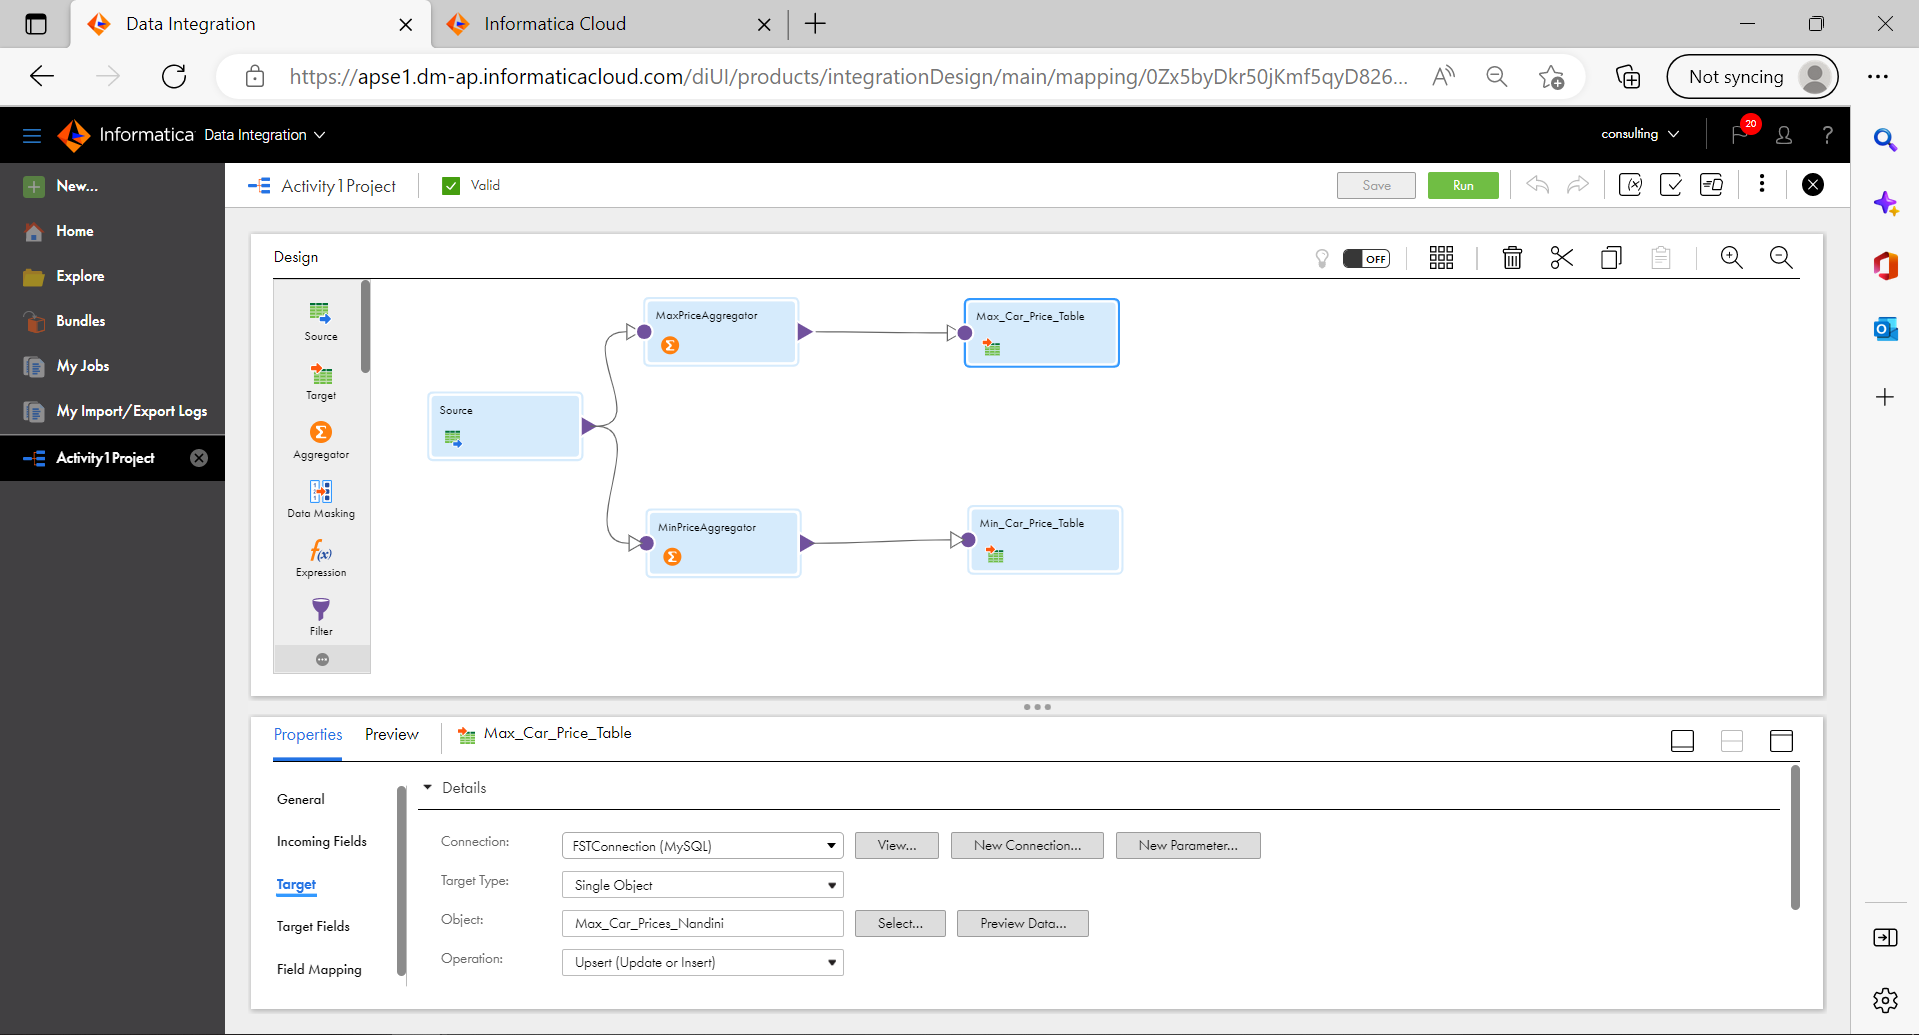 Data Integration
Informatica Cloud
https://apse1.dm-ap.informaticacloud.com/diUI/products/integrationDesign/main/mapping/0Zx5byDkr50jKmf5qyD826...
Not syncing
Informatica Data Integration
consulting
20
?
New...
Home
Explore
Bundles
My Jobs
My Import/Export Logs
Activity1Project
Activity1Project
Valid
Save
Run
Design
OFF
Source
Target
Aggregator
Data Masking
Expression
Filter
Source
MaxPriceAggregator
Max_Car_Price_Table
MinPriceAggregator
Min_Car_Price_Table
Properties
Preview
Max_Car_Price_Table
General
Incoming Fields
Target
Target Fields
Field Mapping
Details
Connection:
FSTConnection (MySQL)
View...
New Connection...
New Parameter...
Target Type:
Single Object
Object:
Max_Car_Prices_Nandini
Select...
Preview Data...
Operation:
Upsert (Update or Insert)